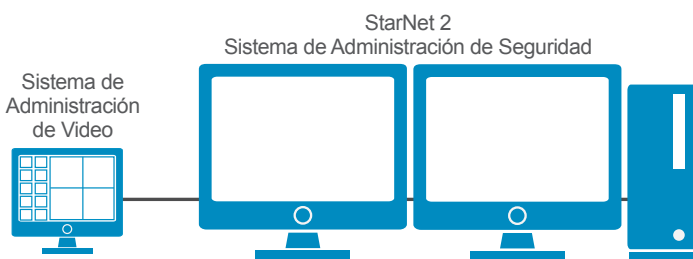 StarNet 2
Sistema de Administración de Seguridad
Sistema de
Administración
de Video